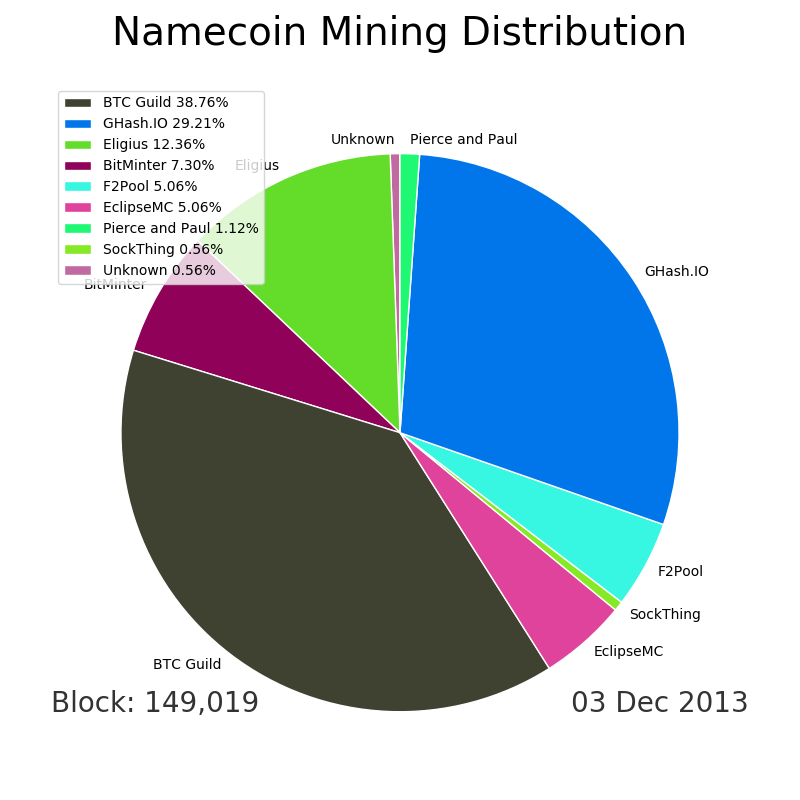 Namecoin Mining Distribution
BTC Guild 38.76%
GHash.IO 29.21%
Eligius 12.36%
BitMinter 7.30%
F2Pool 5.06%
EclipseMC 5.06%
Pierce and Paul 1.12%
SockThing 0.56%
Unknown 0.56%
Unknown
Pierce and Paul
Eligius
GHash.IO
BitMinter
F2Pool
SockThing
EclipseMC
BTC Guild
Block: 149,019
03 Dec 2013